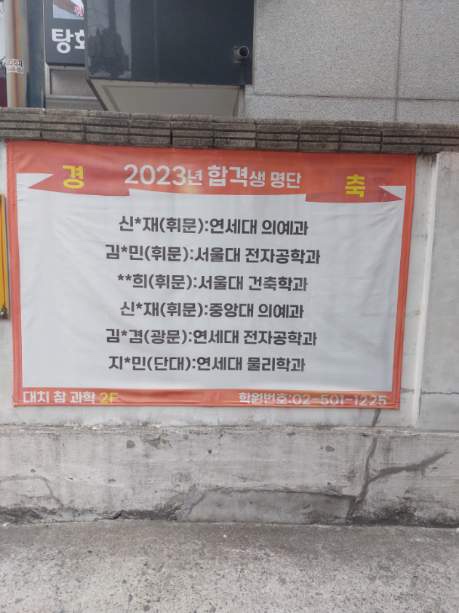 탕화
경 2023년 합격생 명단 축
신*재(휘문):연세대 의예과
김*민(휘문):서울대 전자공학과
**희(휘문):서울대 건축학과
신*재(휘문):중앙대 의예과
김*겸(광문):연세대 전자공학과
지*민(단대):연세대 물리학과
대치 참 과학 2F 학원번호:02-501-1225